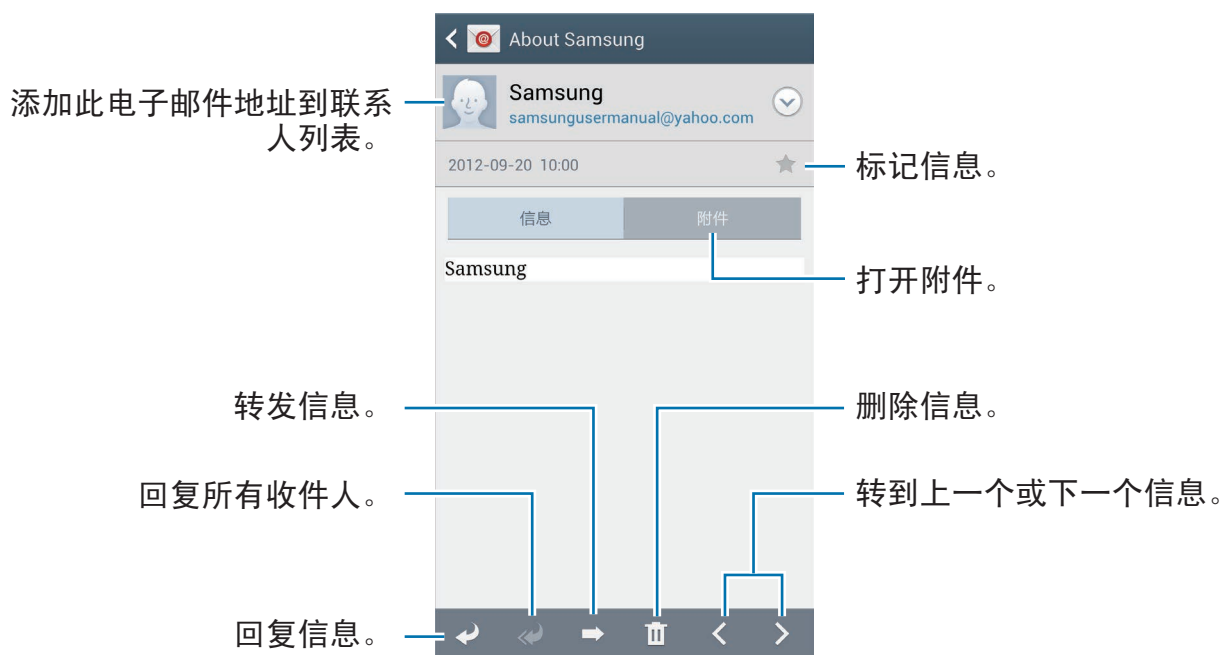 About Samsung
Samsung
samsungusermanual@yahoo.com
添加此电子邮件地址到联系
人列表。
2012-09-20 10:00
标记信息。
信息
附件
Samsung
打开附件。
转发信息。
删除信息。
回复所有收件人。
转到上一个或下一个信息。
回复信息。